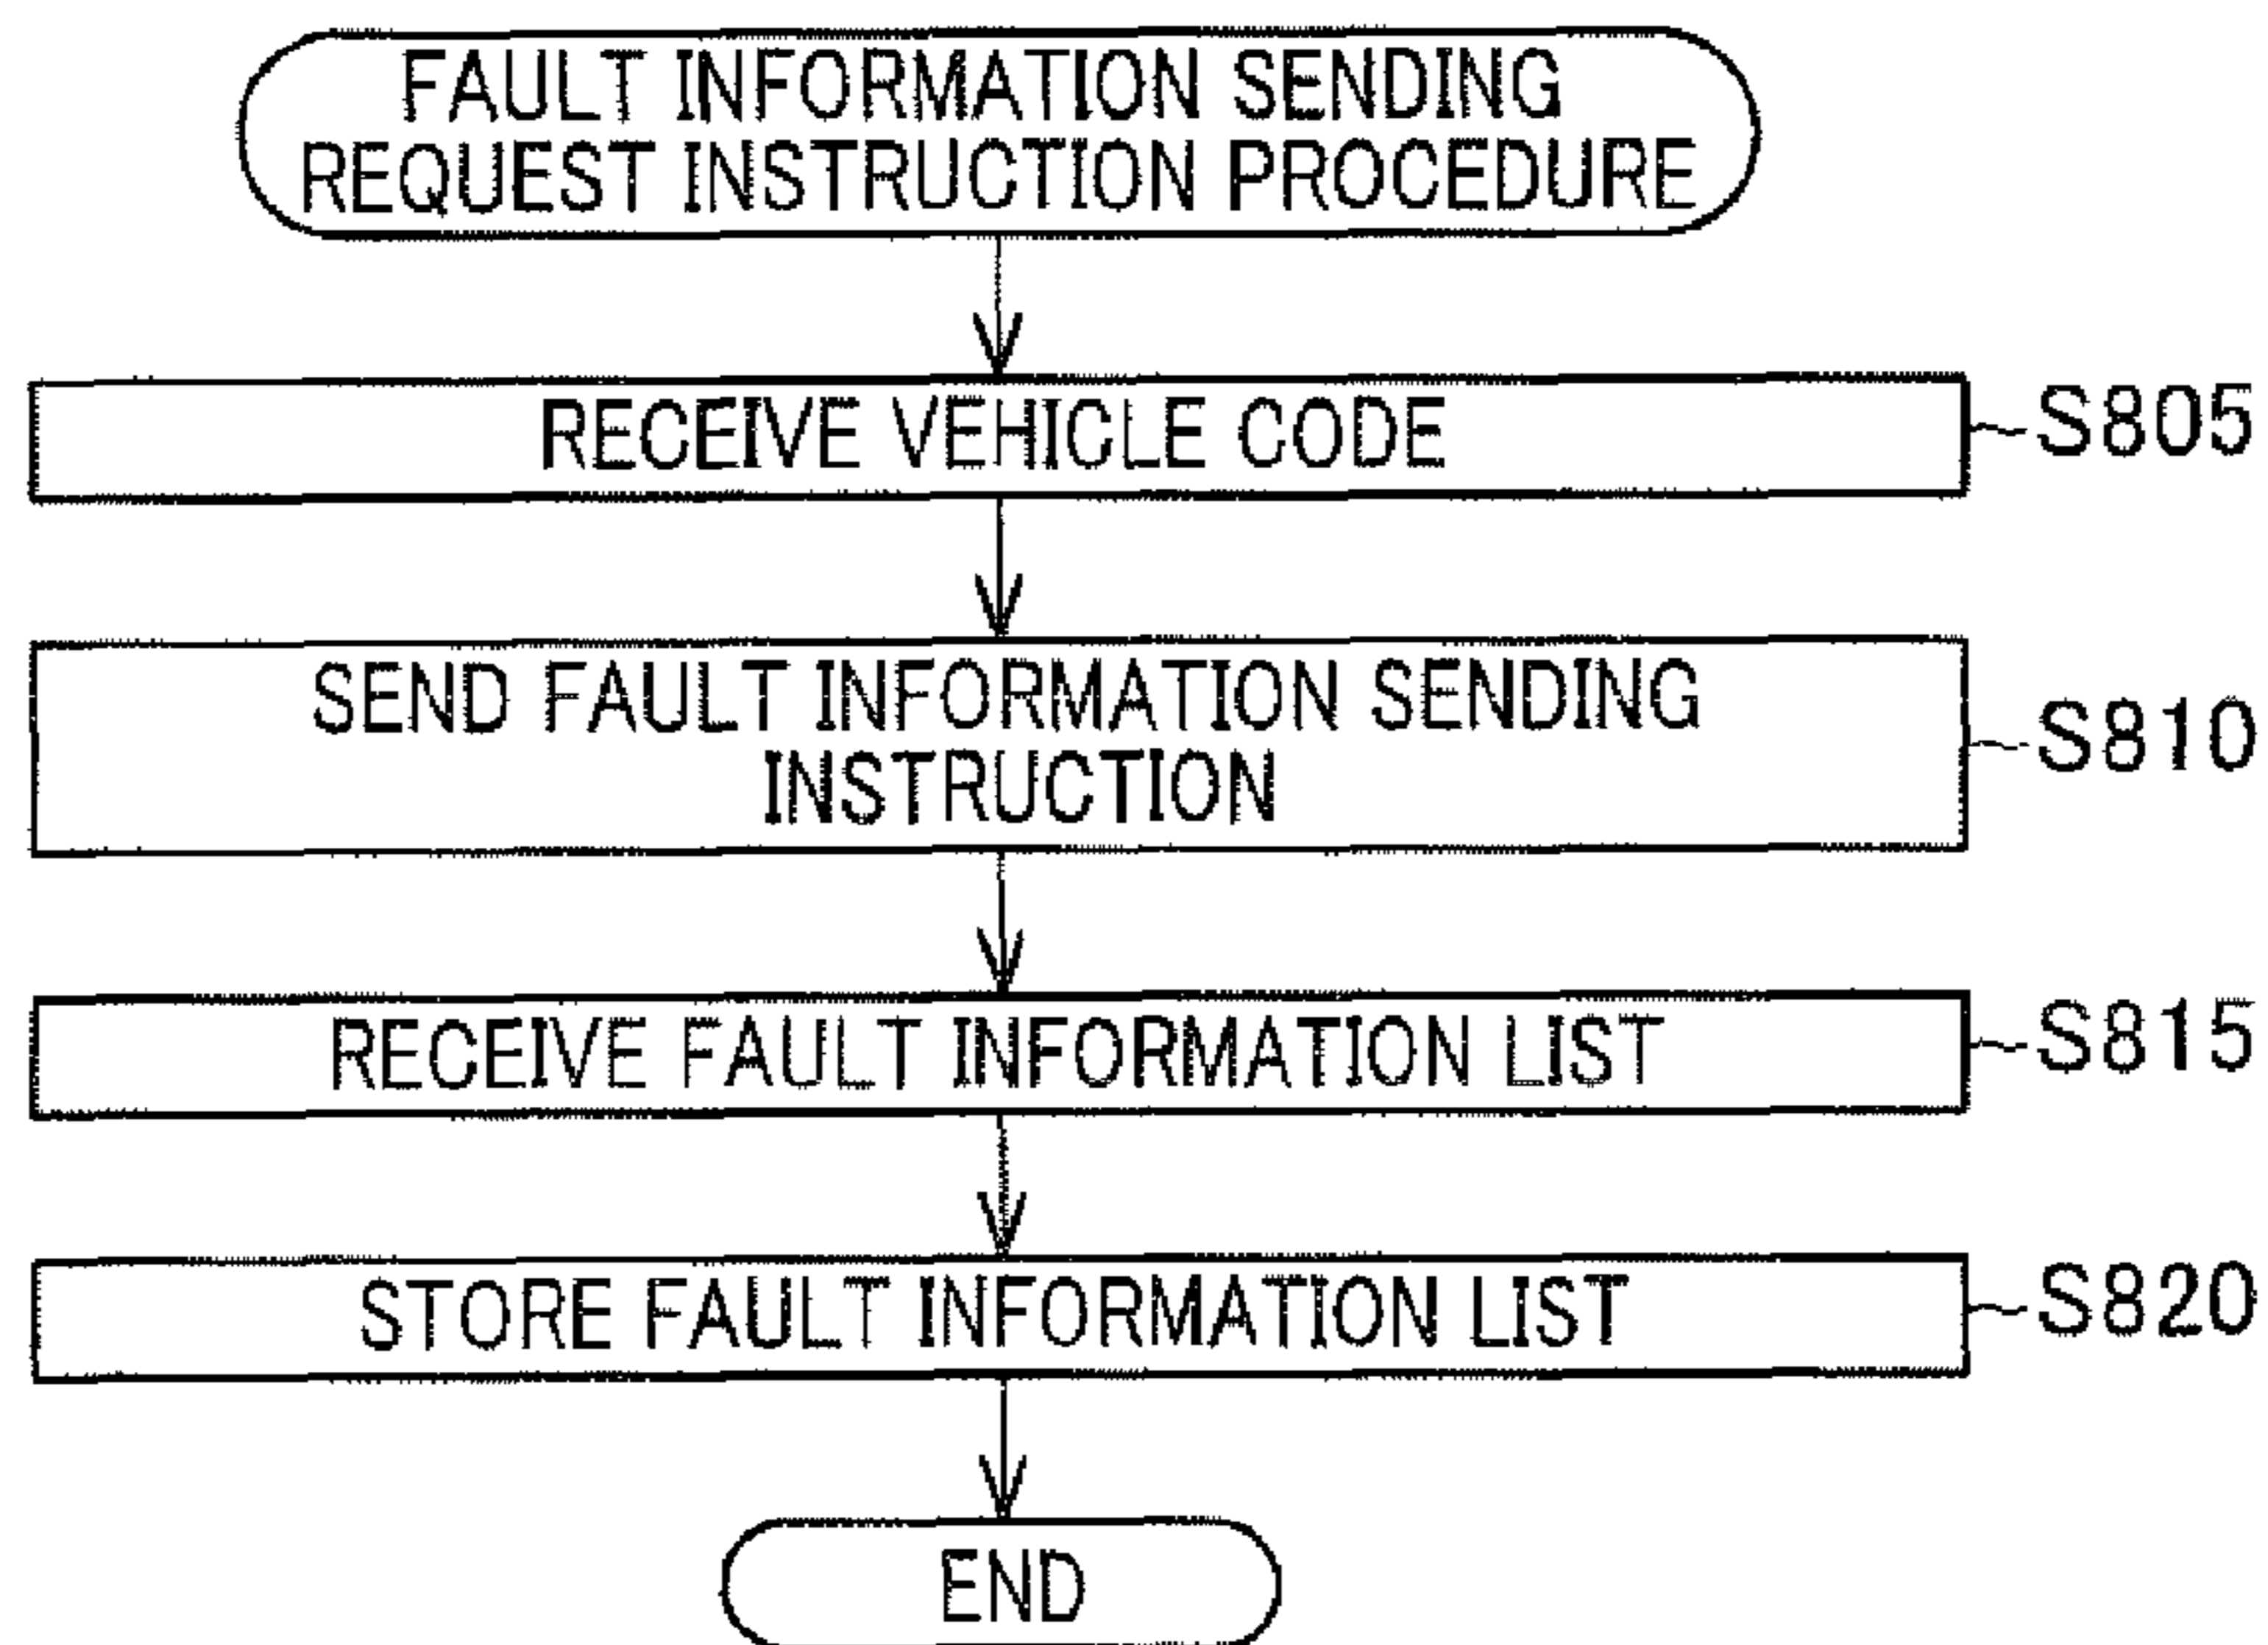 FAULT INFORMATION SENDING
REQUEST INSTRUCTION PROCEDURE
RECEIVE VEHICLE CODE
S805
SEND FAULT INFORMATION SENDING
INSTRUCTION
S810
RECEIVE FAULT INFORMATION LIST
S815
STORE FAULT INFORMATION LIST
S820
END